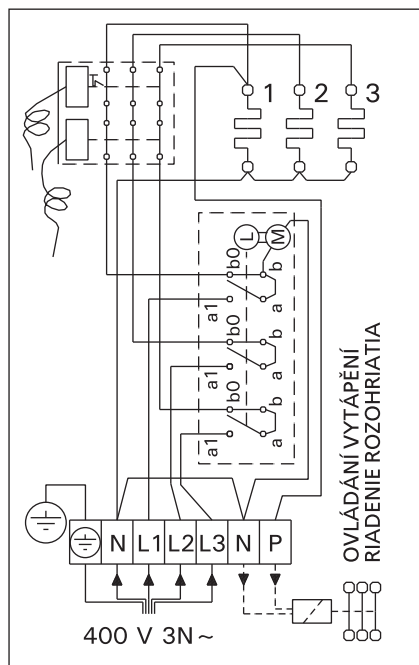 1 2 3
L M
b0 b
a1 a
b0 b
a1 a
b0 b
a1 a
OVLÁDÁNÍ VYTÁPĚNÍ
RIADENIE ROZOHRIATIA
N L1 L2 L3 N P
400 V 3N ~